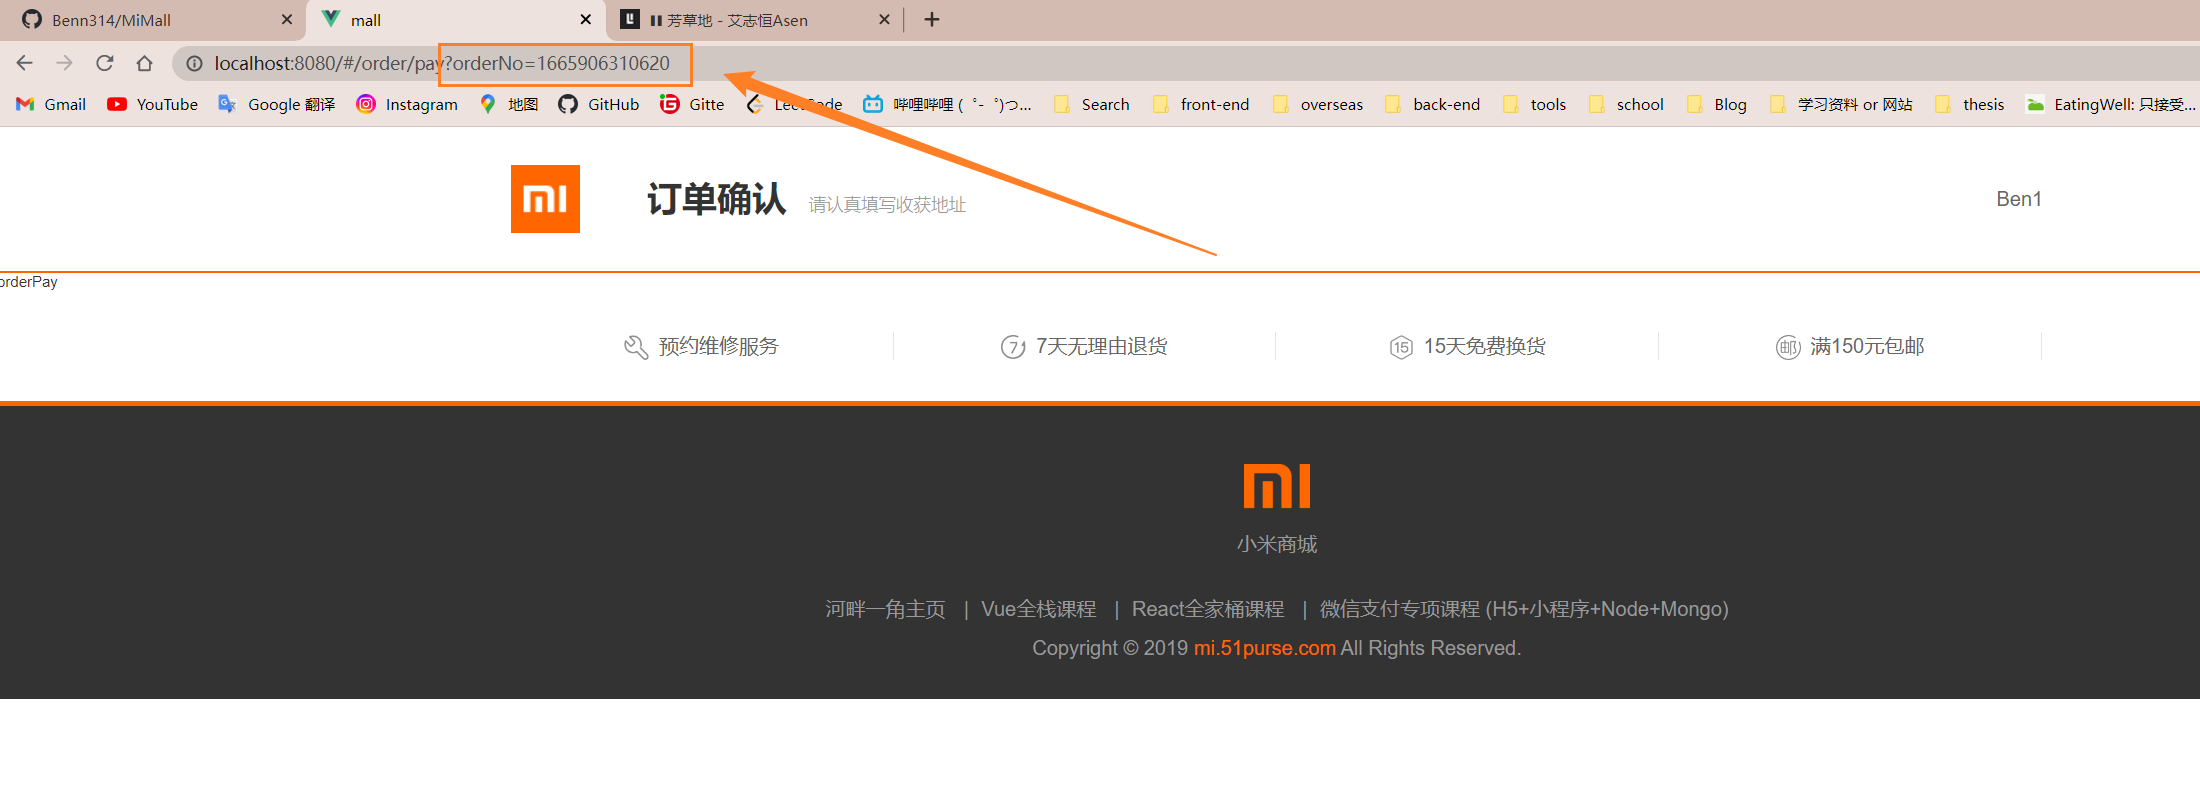 Benn314/MiMall
mall
芳草地 - 艾志恒Asen
localhost:8080/#/order/pay?orderNo=1665906310620
Gmail YouTube Google 翻译 Instagram 地图 GitHub Gitte LeetCode 哔哩哔哩 ( ゜- ゜)つ... Search front-end overseas back-end tools school Blog 学习资料 or 网站 thesis EatingWell: 只接受...
mi 订单确认 请认真填写收获地址 Ben1
orderPay
预约维修服务 7 7天无理由退货 15 15天免费换货 邮 满150元包邮
mi
小米商城
河畔一角主页 | Vue全栈课程 | React全家桶课程 | 微信支付专项课程 (H5+小程序+Node+Mongo)
Copyright © 2019 mi.51purse.com All Rights Reserved.